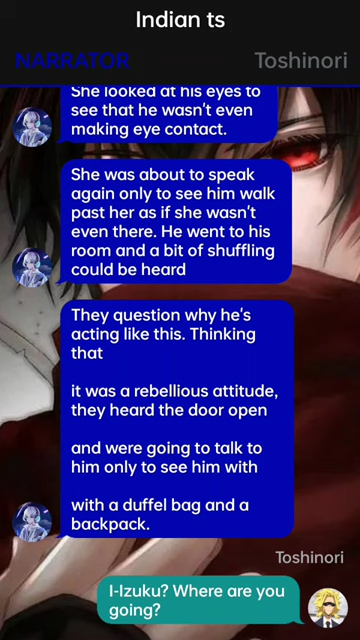 Indian ts
NARRATOR
Toshinori
She looked at his eyes to
see that he wasn't even
making eye contact.
She was about to speak
again only to see him walk
past her as if she wasn't
even there. He went to his
room and a bit of shuffling
could be heard
They question why he's
acting like this. Thinking
that
it was a rebellious attitude,
they heard the door open
and were going to talk to
him only to see him with
with a duffel bag and a
backpack.
Toshinori
I-Izuku? Where are you
going?